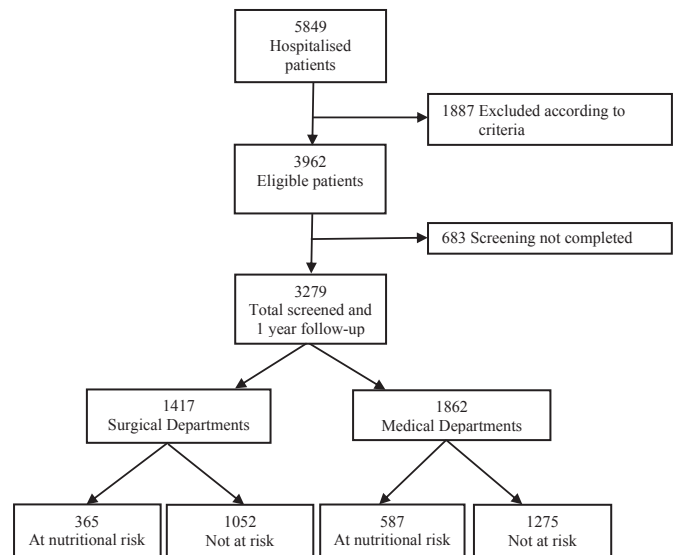 5849
Hospitalised
patients
1887 Excluded according to
criteria
3962
Eligible patients
683 Screening not completed
3279
Total screened and
1 year follow-up
1417
Surgical Departments
1862
Medical Departments
365
At nutritional risk
1052
Not at risk
587
At nutritional risk
1275
Not at risk